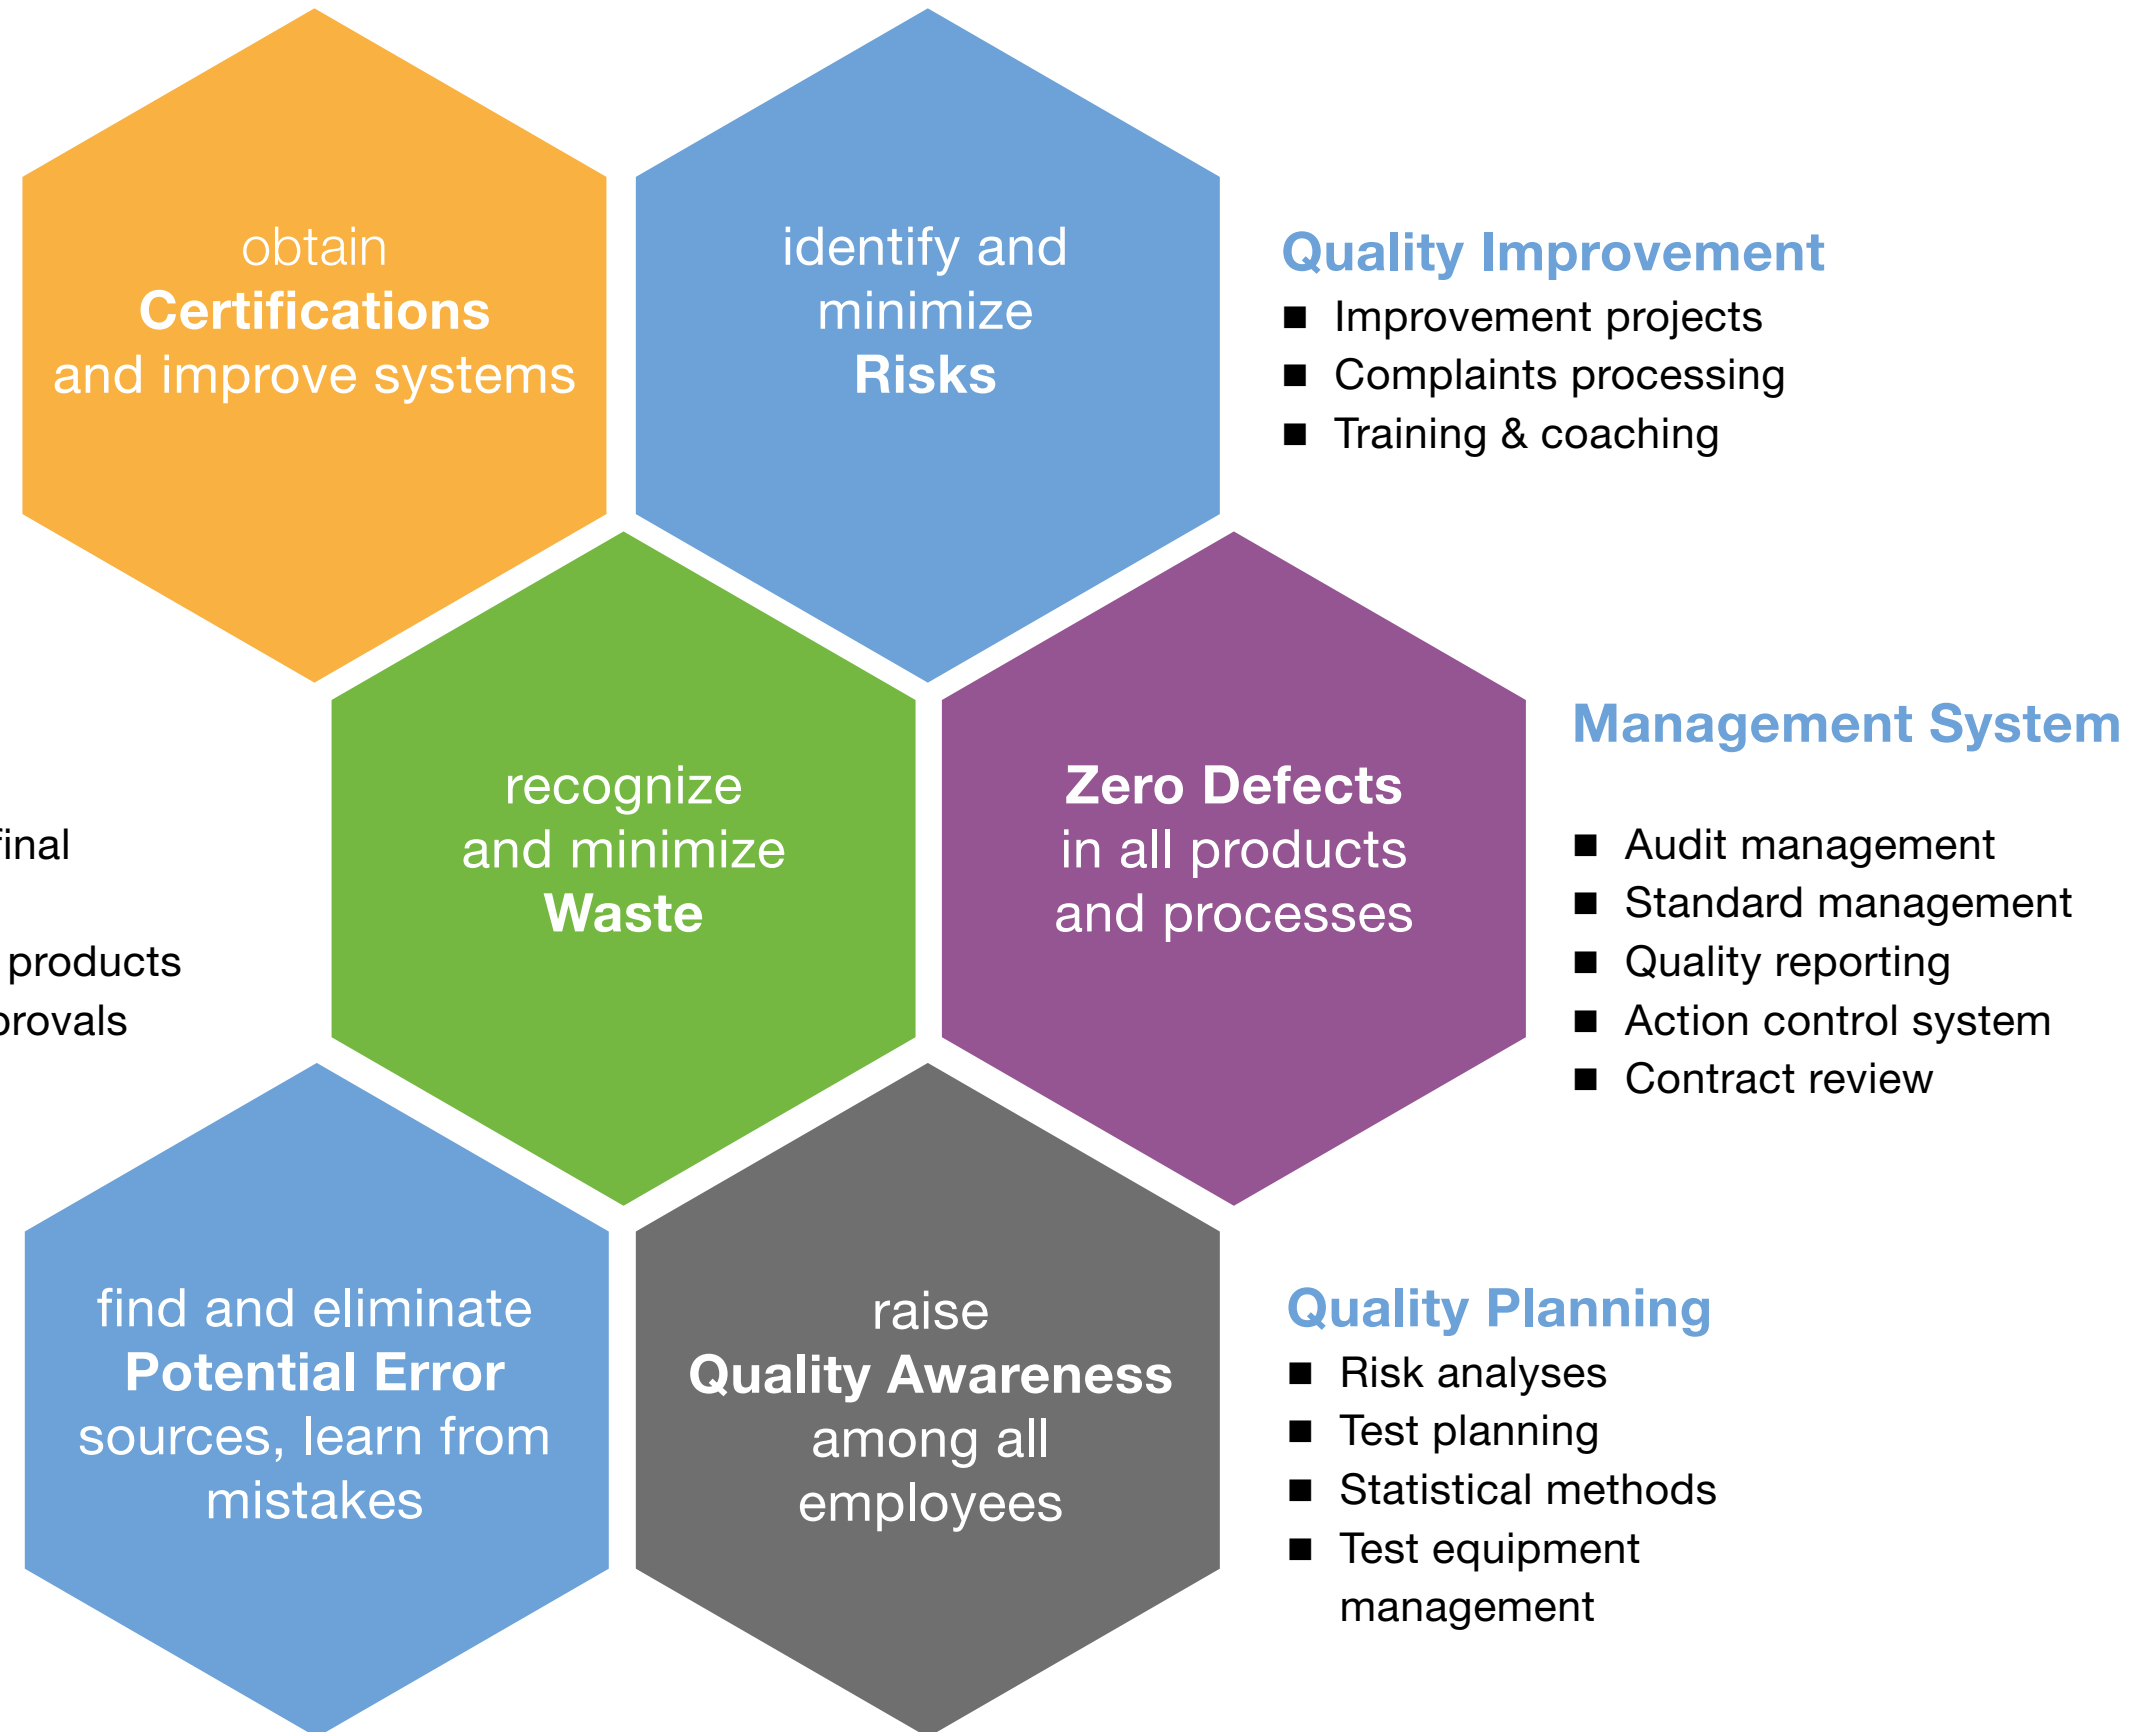 obtain
Certifications
and improve systems
identify and
minimize
Risks
Quality Improvement
■ Improvement projects
■ Complaints processing
■ Training & coaching
final
products
recognize
and minimize
Waste
Zero Defects
in all products
and processes
Management System
■ Audit management
■ Standard management
■ Quality reporting
■ Action control system
■ Contract review
find and eliminate
Potential Error
sources, learn from
mistakes
raise
Quality Awareness
among all
employees
Quality Planning
■ Risk analyses
■ Test planning
■ Statistical methods
■ Test equipment
management